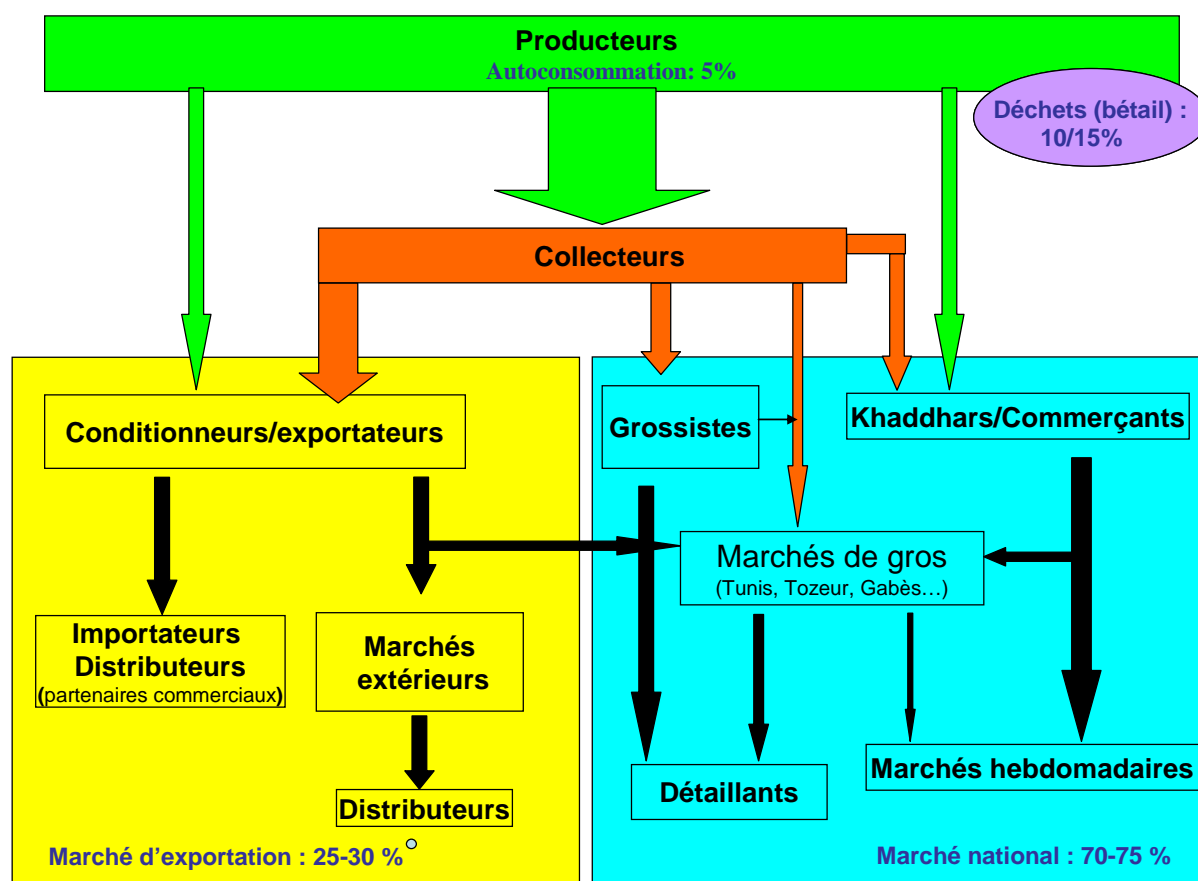 Producteurs
Autoconsommation: 5%
Déchets (bétail) :
10/15%
Collecteurs
Conditionneurs/exportateurs
Grossistes
Khaddhars/Commerçants
Marchés de gros
(Tunis, Tozeur, Gabès…)
Importateurs
Distributeurs
(partenaires commerciaux)
Marchés
extérieurs
Distributeurs
Détaillants
Marchés hebdomadaires
Marché d’exportation : 25-30 %
Marché national : 70-75 %